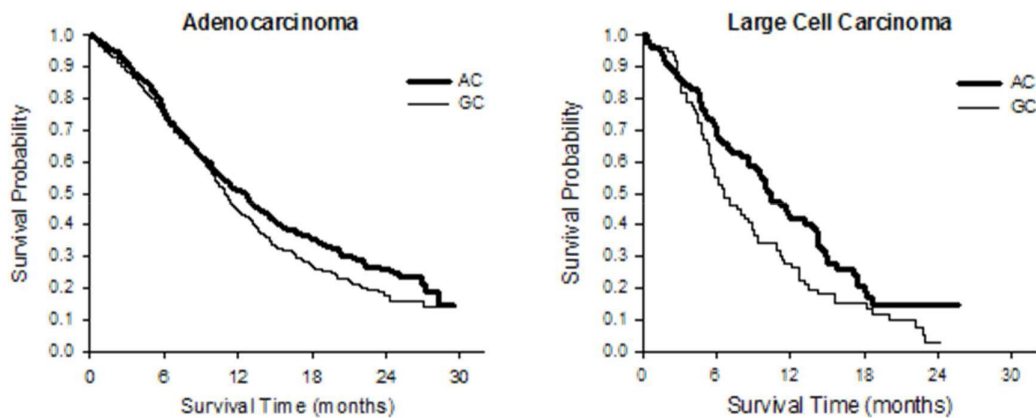 Adenocarcinoma
1.0
0.9
0.8
0.7
0.6
0.5
0.4
0.3
0.2
0.1
0.0
Survival Probability
AC
GC
0 6 12 18 24 30
Survival Time (months)
Large Cell Carcinoma
1.0
0.9
0.8
0.7
0.6
0.5
0.4
0.3
0.2
0.1
0.0
Survival Probability
AC
GC
0 6 12 18 24 30
Survival Time (months)